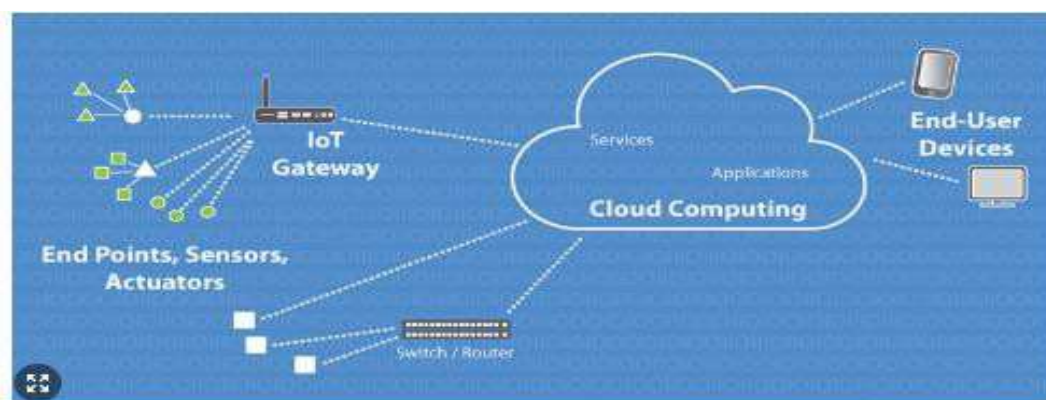 IoT
Gateway
End Points, Sensors,
Actuators
Services
Applications
Cloud Computing
End-User
Devices
Switch / Router